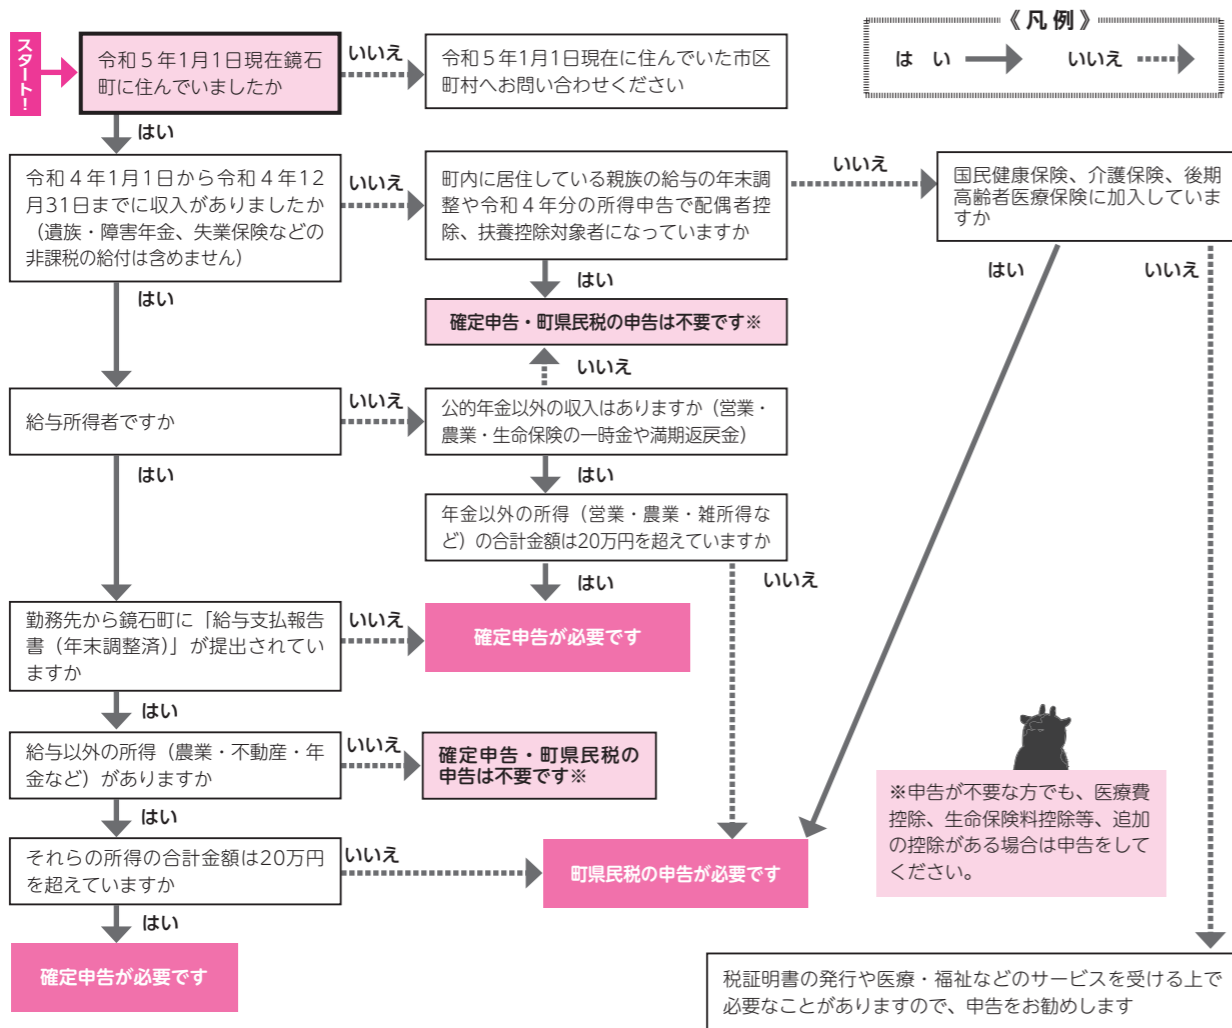 《凡例》
は い
いいえ
スタート!
令和5年1月1日現在鏡石
町に住んでいましたか
いいえ
令和5年1月1日現在に住んでいた市区
町村へお問い合わせください
はい
令和4年1月1日から令和4年12
月31日までに収入がありましたか
(遺族・障害年金、失業保険などの
非課税の給付は含めません)
いいえ
町内に居住している親族の給与の年末調
整や令和4年分の所得申告で配偶者控
除、扶養控除対象者になっていますか
いいえ
国民健康保険、介護保険、後期
高齢者医療保険に加入していま
すか
はい
はい
はい
いいえ
確定申告・町県民税の申告は不要です※
いいえ
給与所得者ですか
いいえ
公的年金以外の収入はありますか(営業・
農業・生命保険の一時金や満期返戻金)
はい
はい
年金以外の所得(営業・農業・雑所得な
ど)の合計金額は20万円を超えていますか
はい
いいえ
勤務先から鏡石町に「給与支払報告
書(年末調整済)」が提出されてい
ますか
いいえ
確定申告が必要です
はい
給与以外の所得(農業・不動産・年
金など)がありますか
いいえ
確定申告・町県民税の
申告は不要です※
はい
それらの所得の合計金額は20万円
を超えていますか
いいえ
町県民税の申告が必要です
※申告が不要な方でも、医療費
控除、生命保険料控除等、追加
の控除がある場合は申告をして
ください。
はい
確定申告が必要です
税証明書の発行や医療・福祉などのサービスを受ける上で
必要なことがありますので、申告をお勧めします